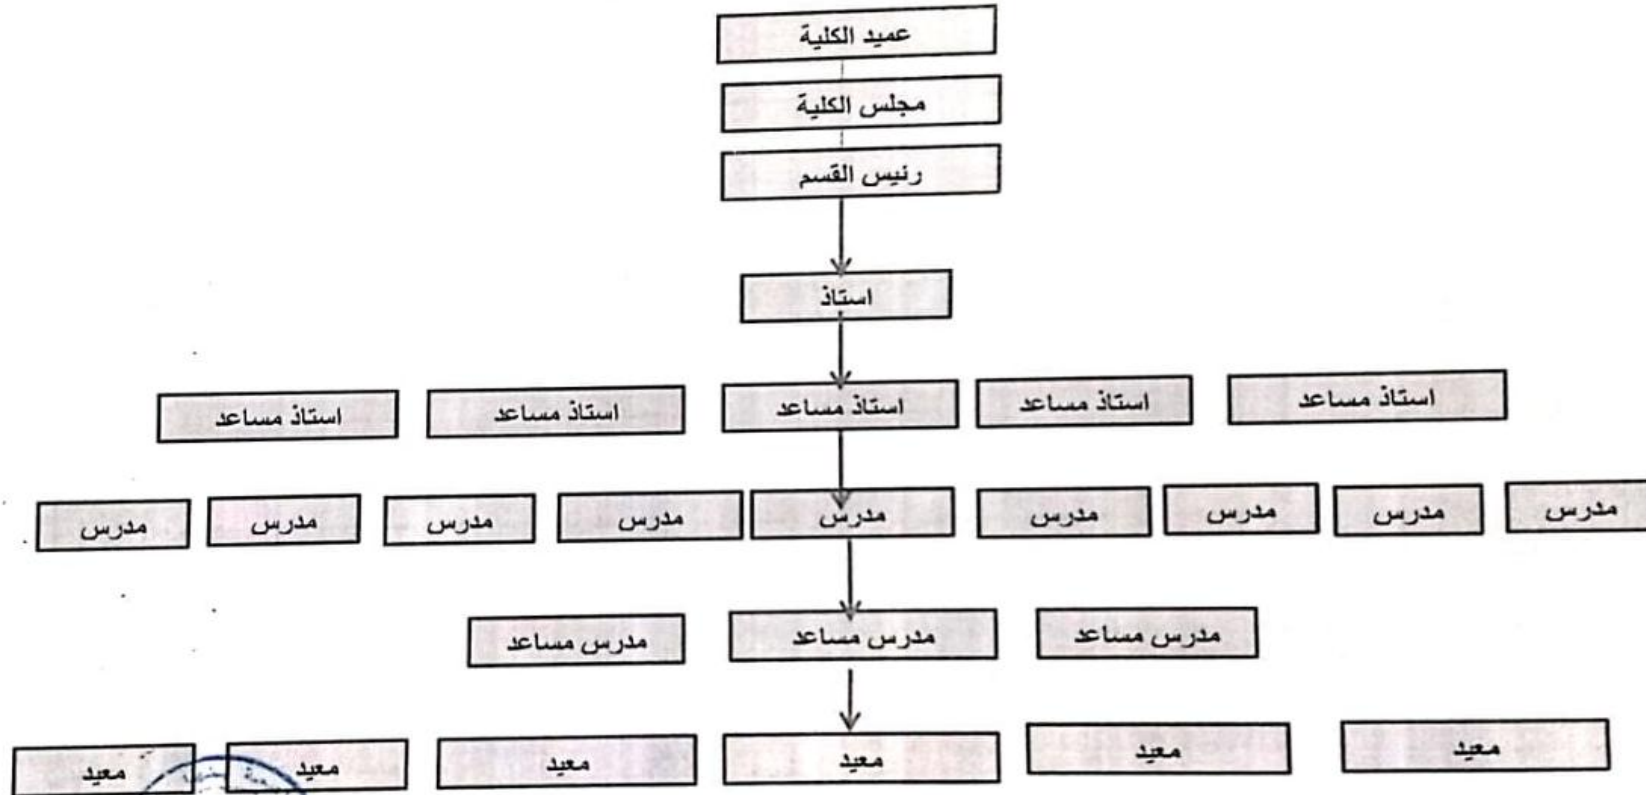 عميد الكلية
مجلس الكلية
رئيس القسم
استاذ
استاذ مساعد استاذ مساعد استاذ مساعد استاذ مساعد استاذ مساعد
مدرس مدرس مدرس مدرس مدرس مدرس مدرس مدرس مدرس
مدرس مساعد مدرس مساعد مدرس مساعد
معيد معيد معيد معيد معيد معيد